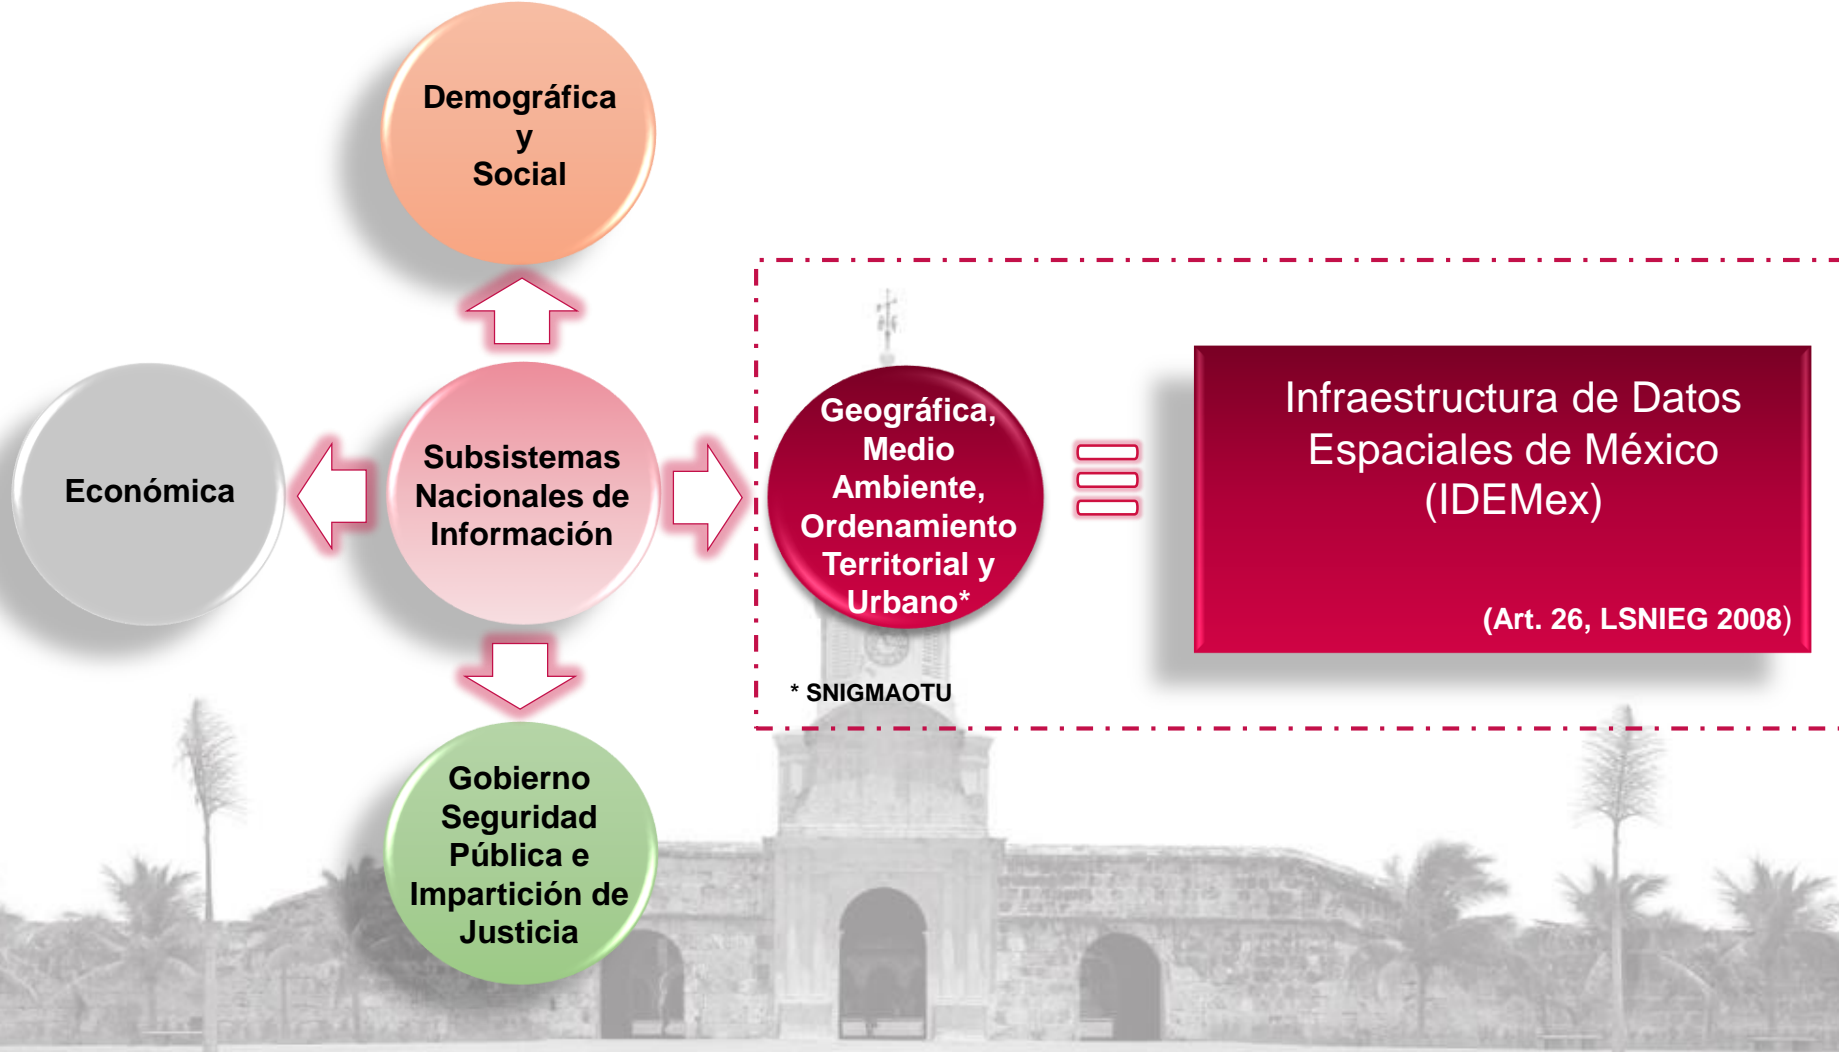 Demográfica
y
Social
Económica
Subsistemas
Nacionales de
Información
Geográfica,
Medio
Ambiente,
Ordenamiento
Territorial y
Urbano*
Infraestructura de Datos
Espaciales de México
(IDEMex)
(Art. 26, LSNIEG 2008)
* SNIGMAOTU
Gobierno
Seguridad
Pública e
Impartición de
Justicia